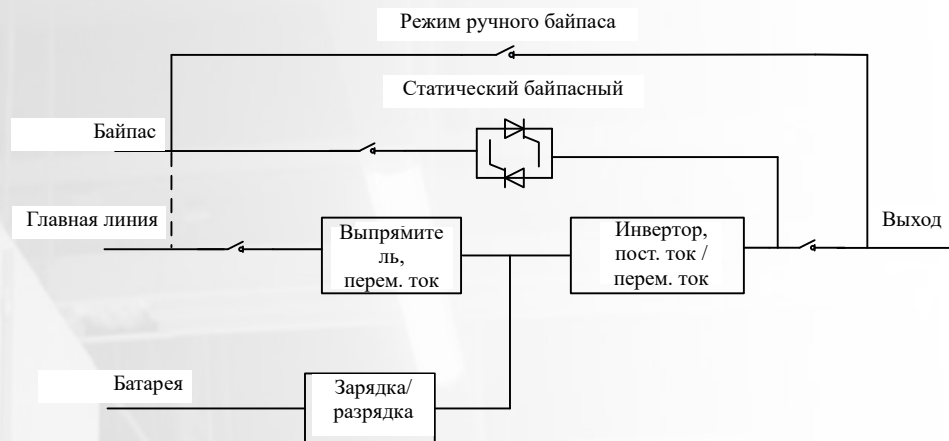 Режим ручного байпаса
Статический байпасный
Байпас
Главная линия
Выпрямите
ль,
перем. ток
Инвертор,
пост. ток /
перем. ток
Выход
Батарея
Зарядка/
разрядка